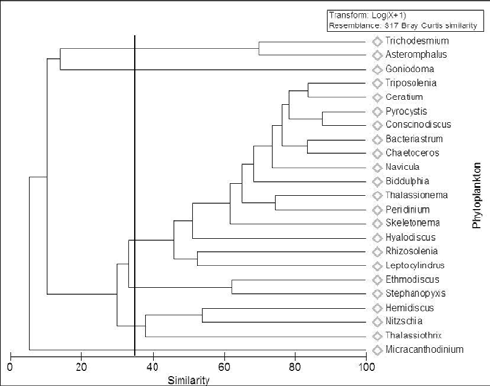 Transform: Log(X+1)
Resemblance: S17 Bray Curtis similarity
Trichodesmium
Asteromphalus
Goniodoma
Triposolenia
Ceratium
Pyrocystis
Conscinodiscus
Bacteriastrum
Chaetoceros
Navicula
Biddulphia
Thalassionema
Peridinium
Skeletonema
Hyalodiscus
Rhizosolenia
Leptocylindrus
Ethmodiscus
Stephanopyxis
Hemidiscus
Nitzschia
Thalassiothrix
Micracanthodinium
Phytoplankton
0 20 40 60 80 100
Similarity